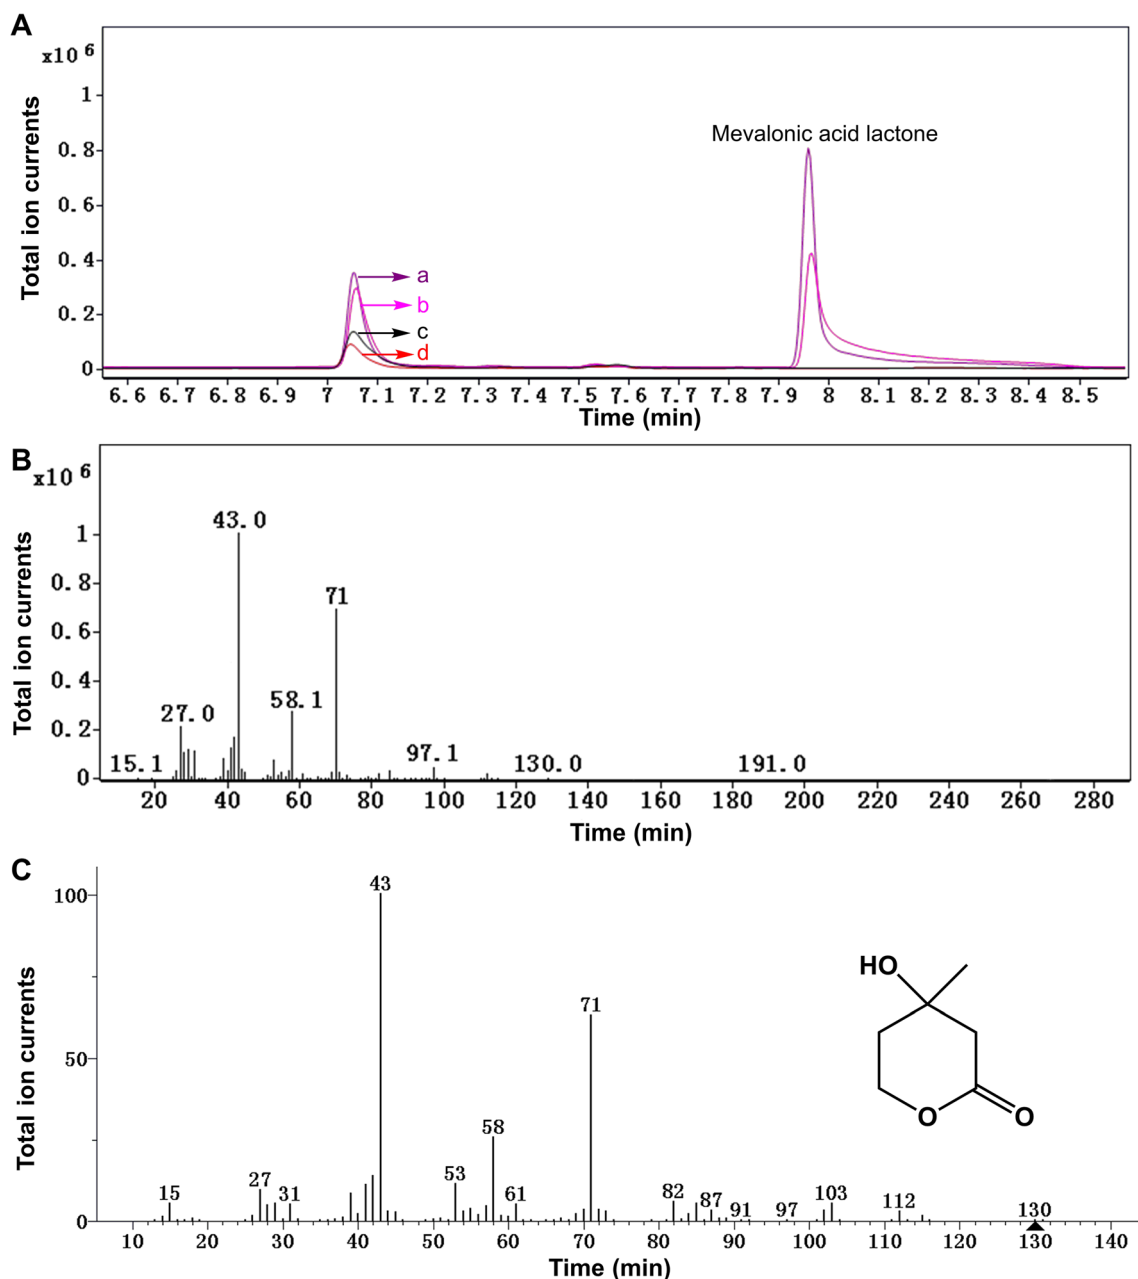 A
x10 6
Total ion currents
1
0.8
0.6
0.4
0.2
0
Mevalonic acid lactone
a
b
c
d
6.6 6.7 6.8 6.9 7 7.1 7.2 7.3 7.4 7.5 7.6 7.7 7.8 7.9 8 8.1 8.2 8.3 8.4 8.5
Time (min)
B
x10 6
Total ion currents
1
0.8
0.6
0.4
0.2
0
43.0
71
58.1
27.0
15.1
97.1
130.0
191.0
20 40 60 80 100 120 140 160 180 200 220 240 260 280
Time (min)
C
Total ion currents
100
50
0
43
71
58
53
27
31
15
61
82
87
91
97
103
112
130
HO
O
O
10 20 30 40 50 60 70 80 90 100 110 120 130 140
Time (min)